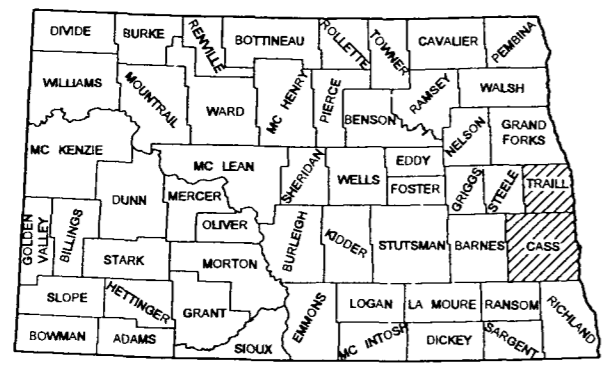 DIVIDE
BURKE
RENVILLE
BOTTINEAU
ROLLETTE
TOWNER
CAVALIER
PEMBINA
WILLIAMS
MOUNTRAIL
WARD
MC HENRY
PIERCE
BENSON
RAMSEY
WALSH
NELSON
GRAND
FORKS
MC KENZIE
MC LEAN
SHERIDAN
WELLS
EDDY
FOSTER
GRIGGS
STEELE
TRAILL
DUNN
MERCER
OLIVER
GOLDEN
VALLEY
BILLINGS
STARK
MORTON
BURLEIGH
KIDDER
STUTSMAN
BARNES
CASS
SLOPE
HETTINGER
GRANT
EMMONS
LOGAN
LA MOURE
RANSOM
RICHLAND
BOWMAN
ADAMS
SIOUX
MC INTOSH
DICKEY
SARGENT